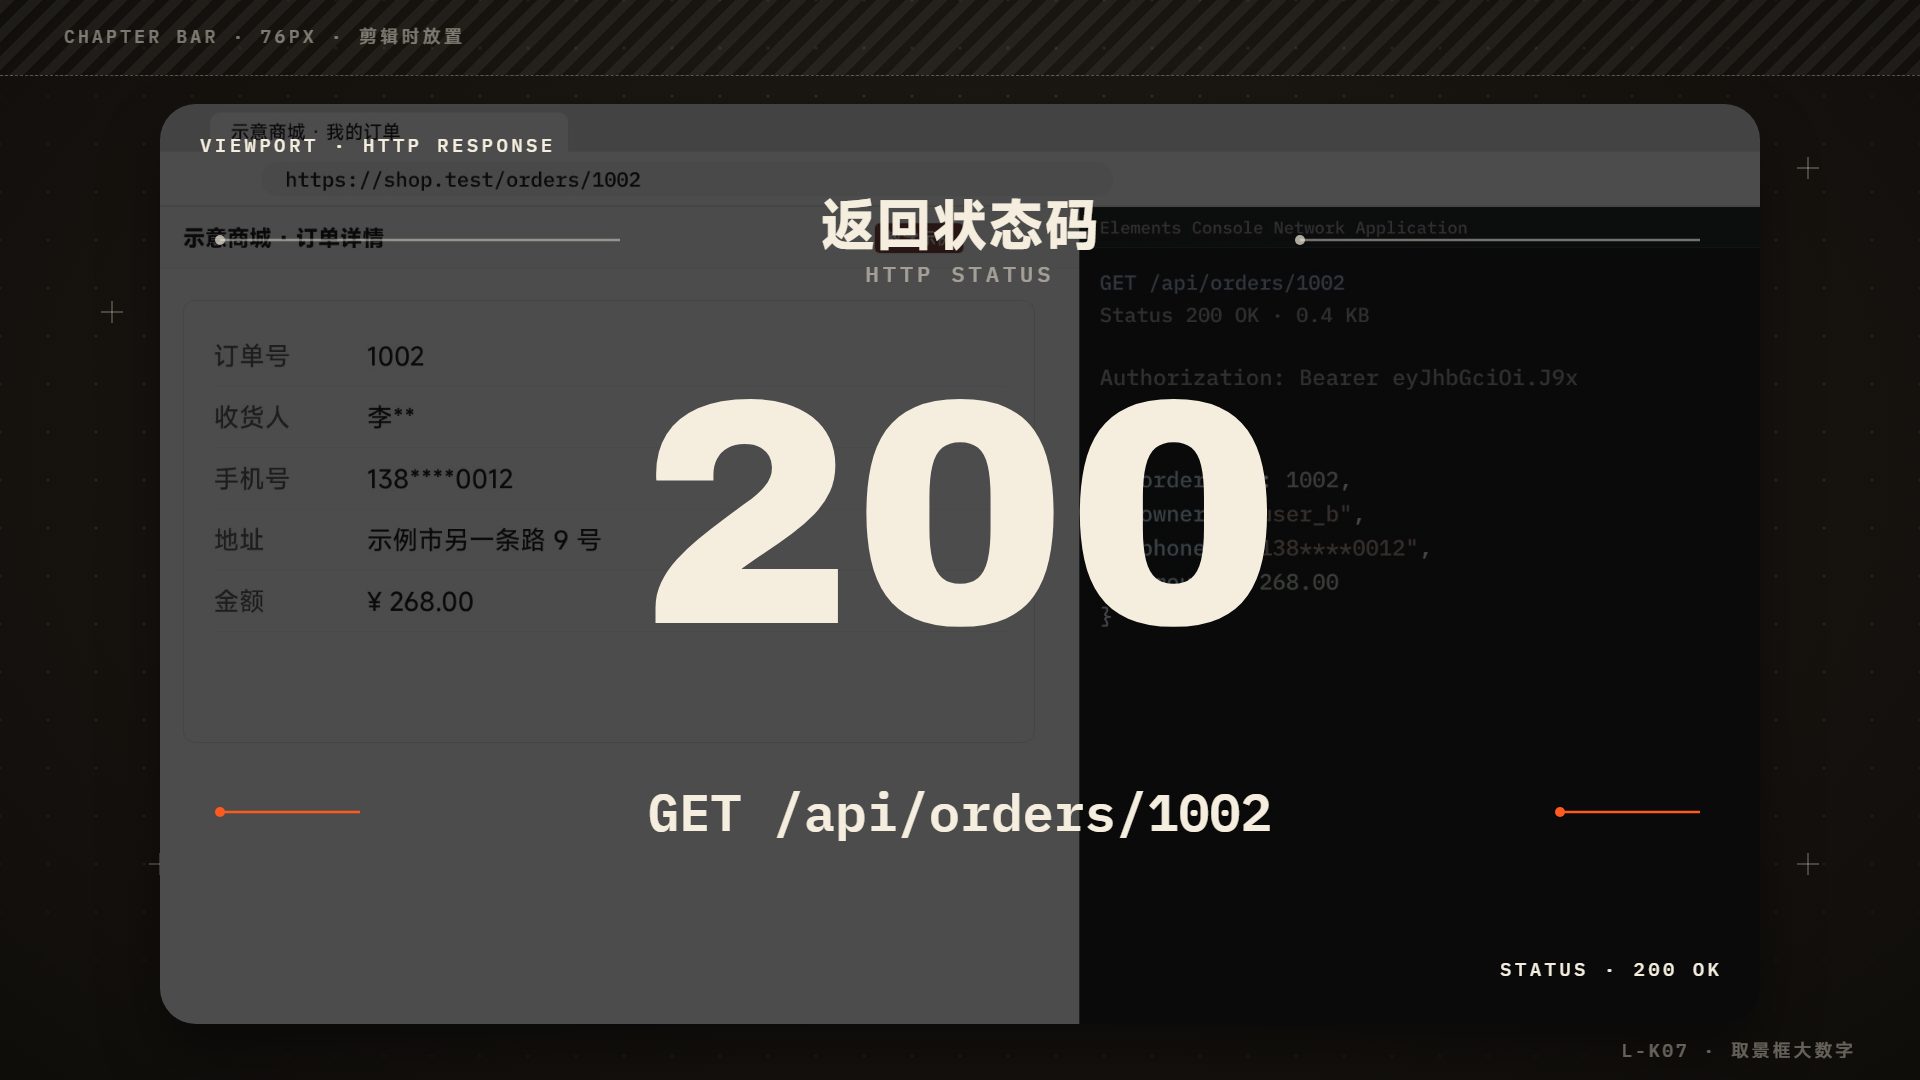 CHAPTER BAR · 76PX · 剪辑时放置
示意商城 · 我的订单
VIEWPORT · HTTP RESPONSE
https://shop.test/orders/1002
返回状态码
HTTP STATUS
示意商城 · 订单详情
Elements Console Network Application
GET /api/orders/1002
Status 200 OK · 0.4 KB
Authorization: Bearer eyJhbGciOi.J9x
订单号 1002
收货人 李**
手机号 138****0012
地址 示例市另一条路 9 号
金额 ¥ 268.00
200
order : 1002,
owner user_b",
phone 138****0012",
268.00
}
GET /api/orders/1002
STATUS · 200 OK
L-K07 · 取景框大数字